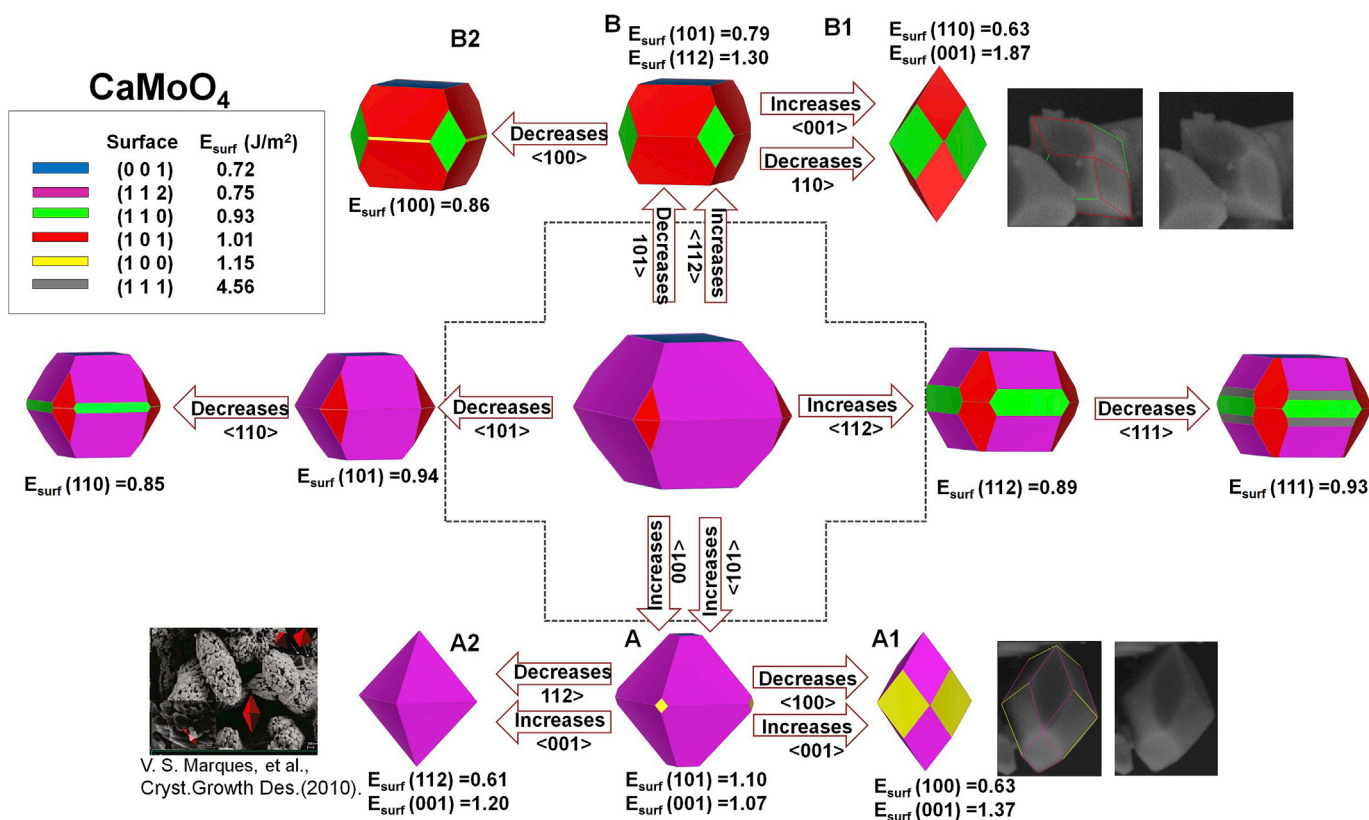 CaMoO4
Surface Esurf (J/m²)
(0 0 1) 0.72
(1 1 2) 0.75
(1 1 0) 0.93
(1 0 1) 1.01
(1 0 0) 1.15
(1 1 1) 4.56
B2
B
Esurf (101) =0.79
Esurf (112) =1.30
B1
Esurf (110) =0.63
Esurf (001) =1.87
Decreases
<100>
Increases
<001>
Decreases
110>
Esurf (100) =0.86
Decreases
101>
Increases
<112>
Decreases
<110>
Decreases
<101>
Increases
<112>
Decreases
<111>
Esurf (110) =0.85
Esurf (101) =0.94
Esurf (112) =0.89
Esurf (111) =0.93
Increases
001>
Increases
<101>
A2
A
A1
Decreases
112>
Increases
<001>
Decreases
<100>
Increases
<001>
V. S. Marques, et al.,
Cryst.Growth Des.(2010).
Esurf (112) =0.61
Esurf (001) =1.20
Esurf (101) =1.10
Esurf (001) =1.07
Esurf (100) =0.63
Esurf (001) =1.37